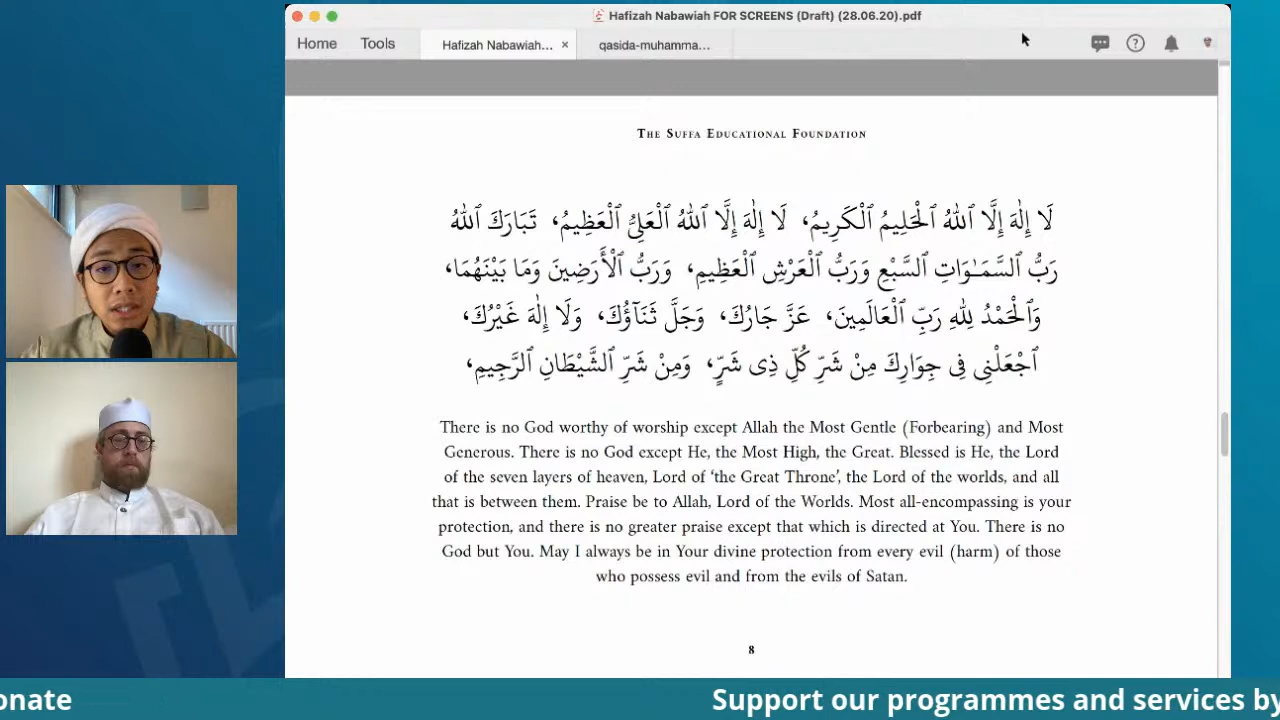 Hafizah Nabawiah FOR SCREENS (Draft) (28.06.20).pdf
Home Tools Hafizah Nabawiah... × qasida-muhamma...
THE SUFFA EDUCATIONAL FOUNDATION
لَا إِلٰهَ إِلَّا ٱللهُ ٱلْحَلِيمُ ٱلْكَرِيمُ، لَا إِلٰهَ إِلَّا ٱللهُ ٱلْعَلِيُّ ٱلْعَظِيمُ، تَبَارَكَ ٱللهُ
رَبُّ ٱلسَّمَـٰوَاتِ ٱلسَّبْعِ وَرَبُّ ٱلْعَرْشِ ٱلْعَظِيمِ، وَرَبُّ ٱلْأَرَضِينَ وَمَا بَيْنَهُمَا،
وَٱلْحَمْدُ لِلهِ رَبِّ ٱلْعَالَمِينَ، عَزَّ جَارُكَ، وَجَلَّ ثَنَآؤُكَ، وَلَا إِلٰهَ غَيْرُكَ،
ٱجْعَلْنِى فِى جِوَارِكَ مِنْ شَرِّ كُلِّ ذِى شَرٍّ، وَمِنْ شَرِّ ٱلشَّيْطَانِ ٱلرَّجِيمِ،
There is no God worthy of worship except Allah the Most Gentle (Forbearing) and Most
Generous. There is no God except He, the Most High, the Great. Blessed is He, the Lord
of the seven layers of heaven, Lord of 'the Great Throne', the Lord of the worlds, and all
that is between them. Praise be to Allah, Lord of the Worlds. Most all-encompassing is your
protection, and there is no greater praise except that which is directed at You. There is no
God but You. May I always be in Your divine protection from every evil (harm) of those
who possess evil and from the evils of Satan.
8
onate Support our programmes and services by